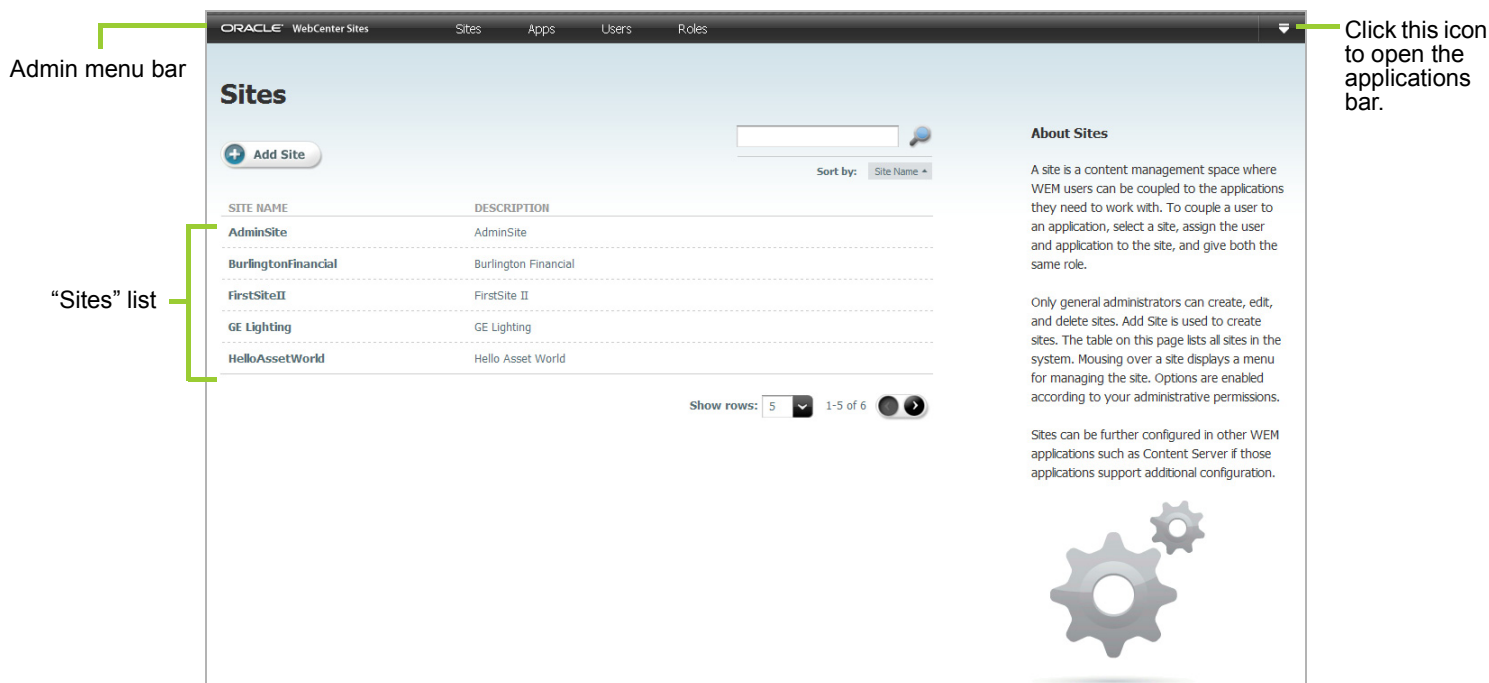 ORACLE WebCenter Sites Sites Apps Users Roles
Admin menu bar
Click this icon
to open the
applications
bar.
Sites
Add Site
Sort by: Site Name
SITE NAME DESCRIPTION
AdminSite AdminSite
BurlingtonFinancial Burlington Financial
FirstSiteII FirstSite II
GE Lighting GE Lighting
HelloAssetWorld Hello Asset World
“Sites” list
Show rows: 5 1-5 of 6
About Sites
A site is a content management space where
WEM users can be coupled to the applications
they need to work with. To couple a user to
an application, select a site, assign the user
and application to the site, and give both the
same role.
Only general administrators can create, edit,
and delete sites. Add Site is used to create
sites. The table on this page lists all sites in the
system. Mousing over a site displays a menu
for managing the site. Options are enabled
according to your administrative permissions.
Sites can be further configured in other WEM
applications such as Content Server if those
applications support additional configuration.